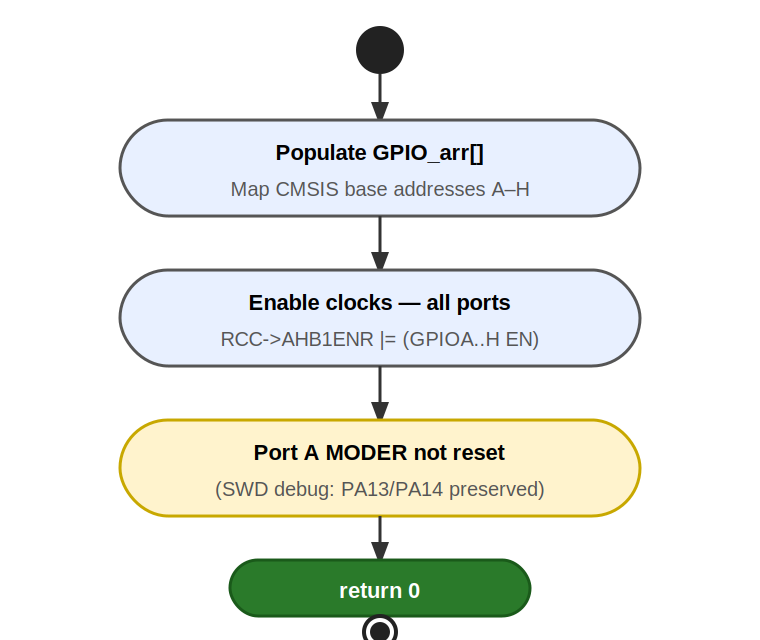 Populate GPIO_arr[]
Map CMSIS base addresses A–H
Enable clocks — all ports
RCC->AHB1ENR |= (GPIOA..H EN)
Port A MODER not reset
(SWD debug: PA13/PA14 preserved)
return 0